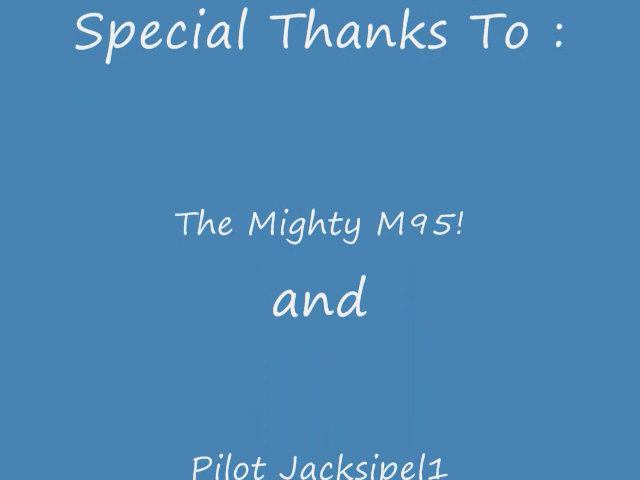 Special Thanks To :
The Mighty M95!
and
Pilot Jacksipel1